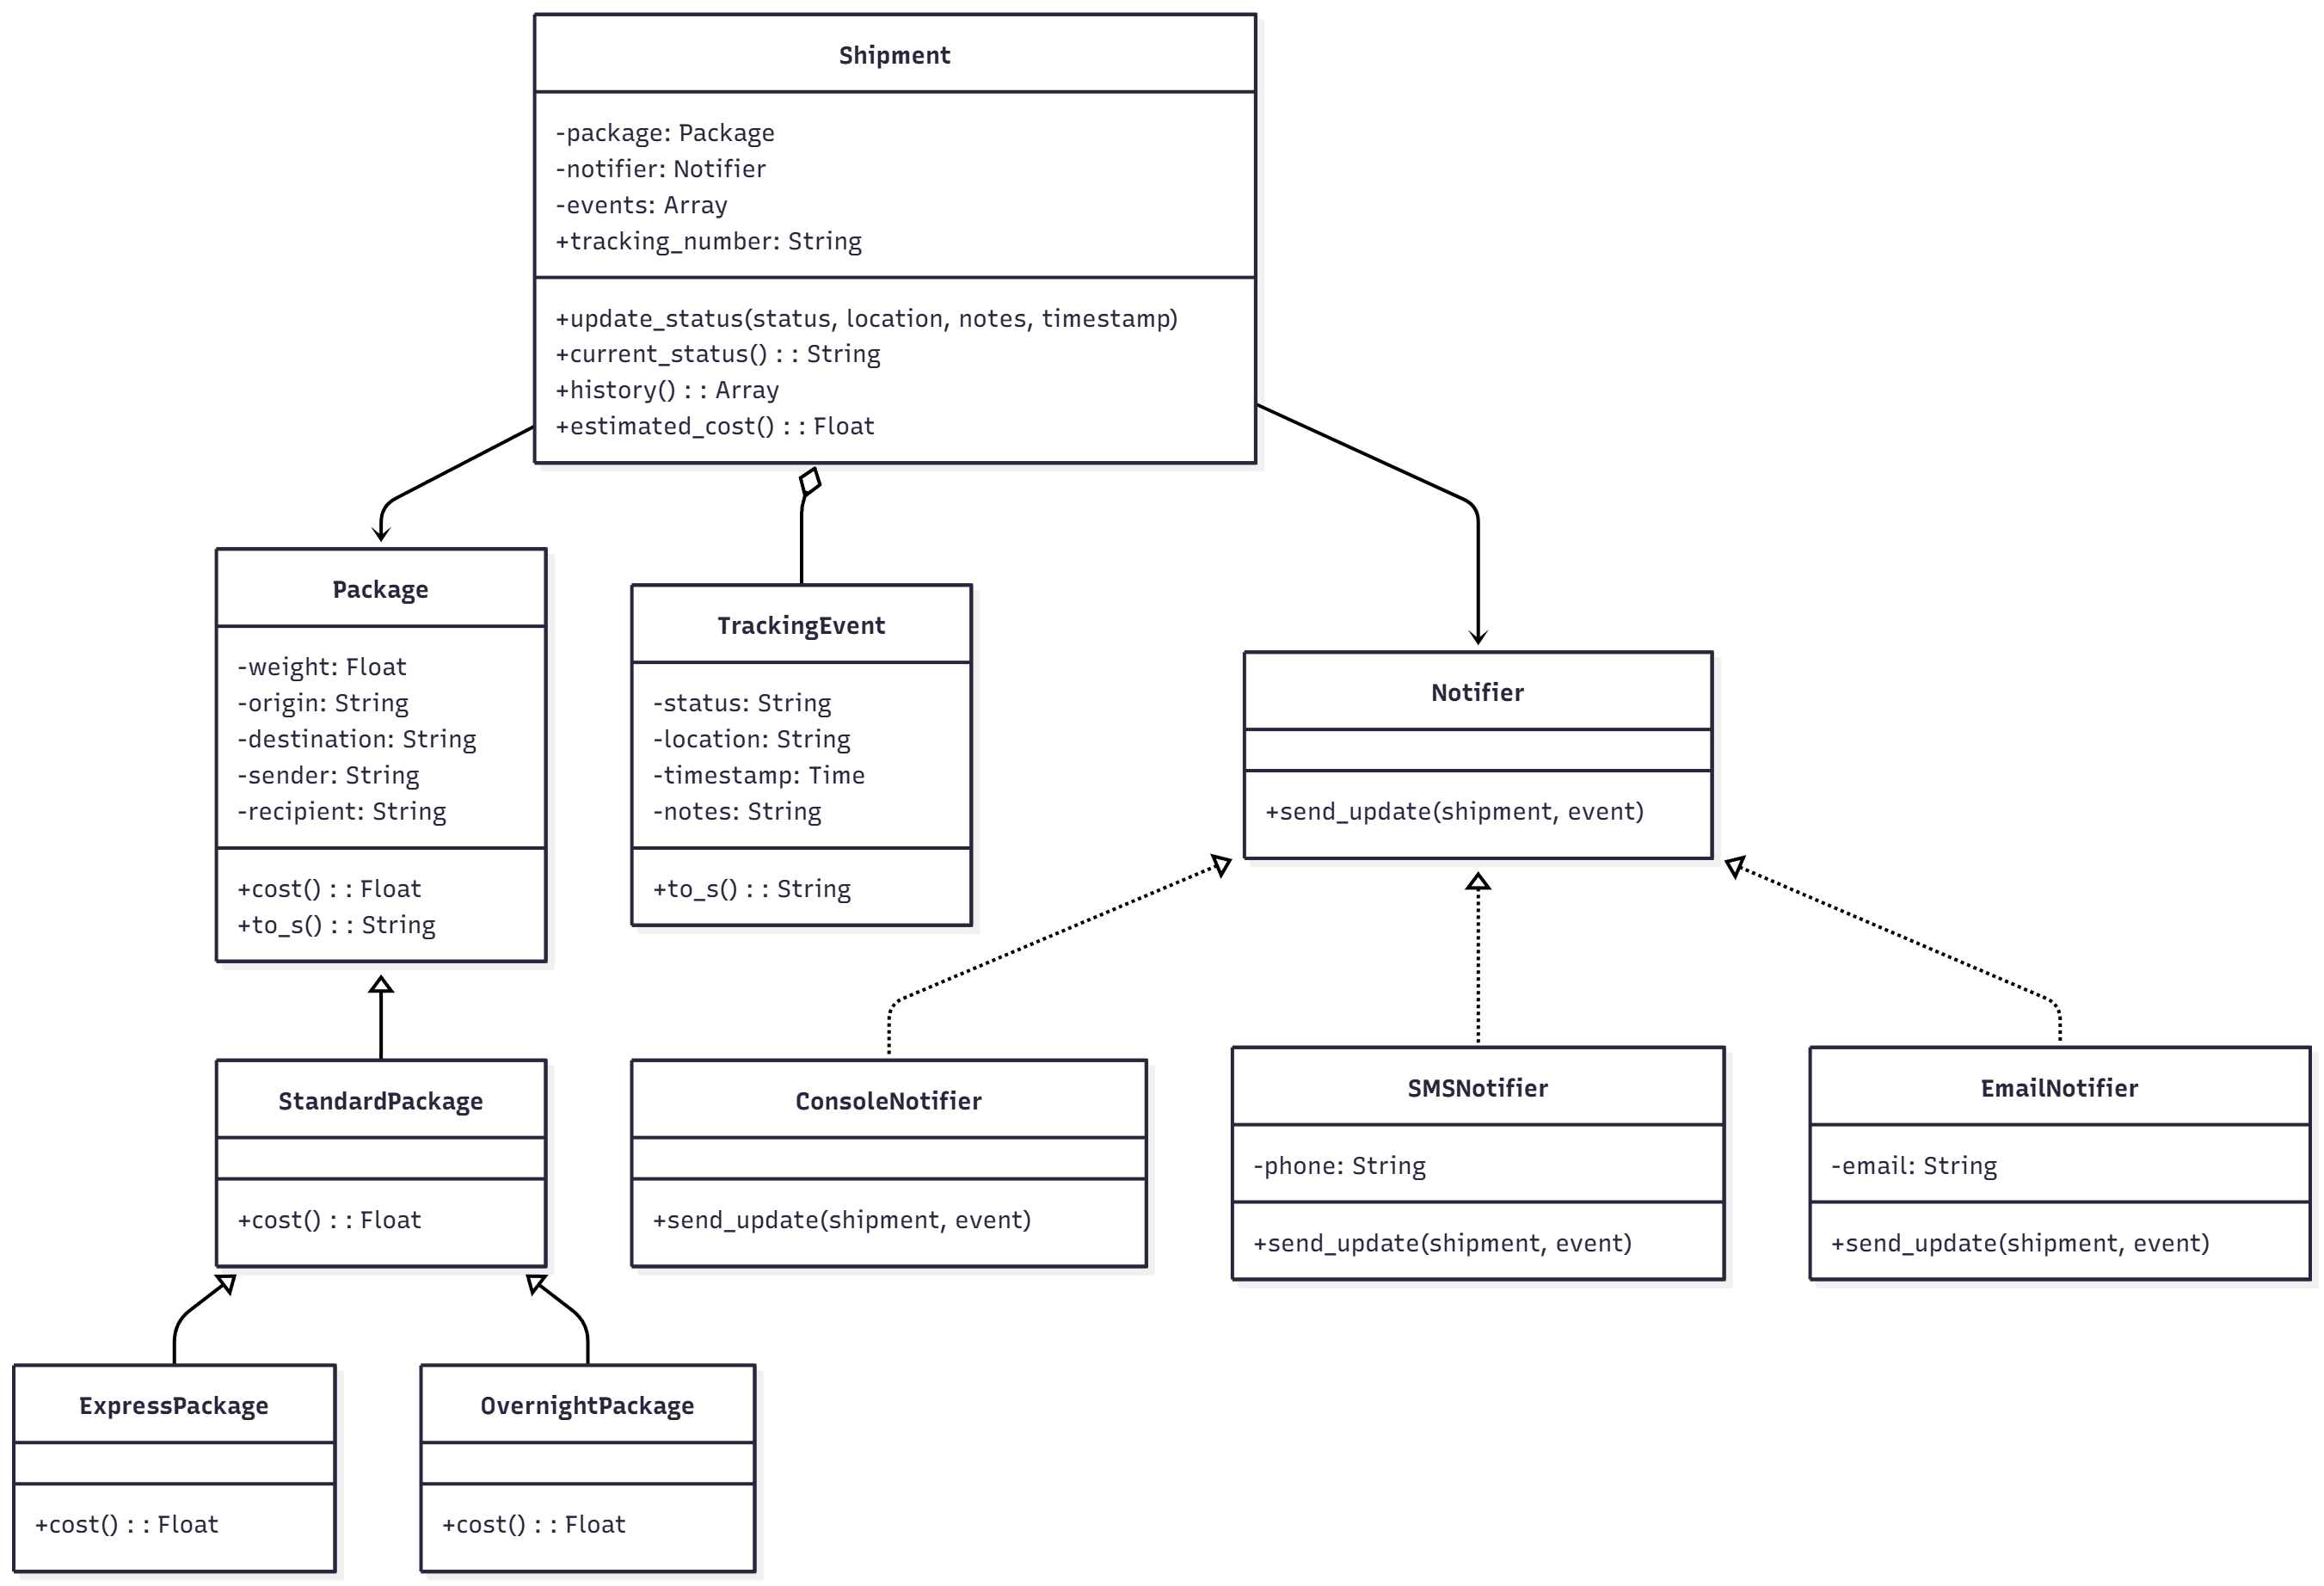 Shipment
-package: Package
-notifier: Notifier
-events: Array
+tracking_number: String
+update_status(status, location, notes, timestamp)
+current_status() : : String
+history() : : Array
+estimated_cost() : : Float
Package
-weight: Float
-origin: String
-destination: String
-sender: String
-recipient: String
+cost() : : Float
+to_s() : : String
TrackingEvent
-status: String
-location: String
-timestamp: Time
-notes: String
+to_s() : : String
Notifier
+send_update(shipment, event)
StandardPackage
+cost() : : Float
ConsoleNotifier
+send_update(shipment, event)
SMSNotifier
-phone: String
+send_update(shipment, event)
EmailNotifier
-email: String
+send_update(shipment, event)
ExpressPackage
+cost() : : Float
OvernightPackage
+cost() : : Float